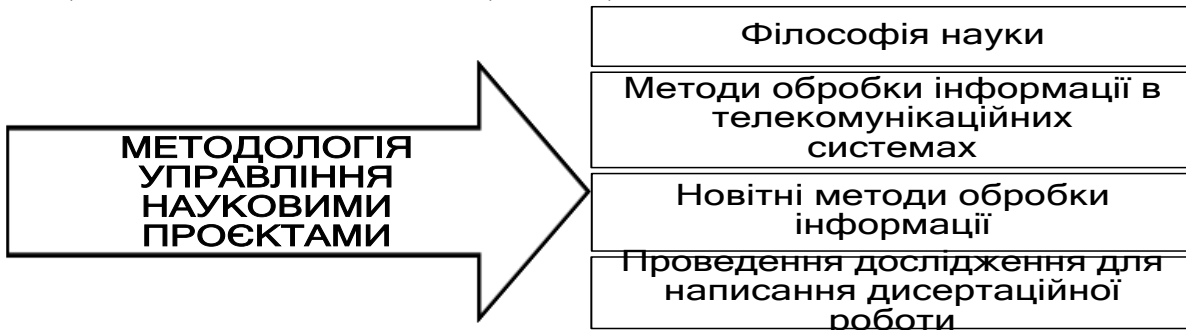 МЕТОДОЛОГІЯ
УПРАВЛІННЯ
НАУКОВИМИ
ПРОЄКТАМИ
Філософія науки
Методи обробки інформації в
телекомунікаційних
системах
Новітні методи обробки
інформації
Проведення дослідження для
написання дисертаційної
роботи